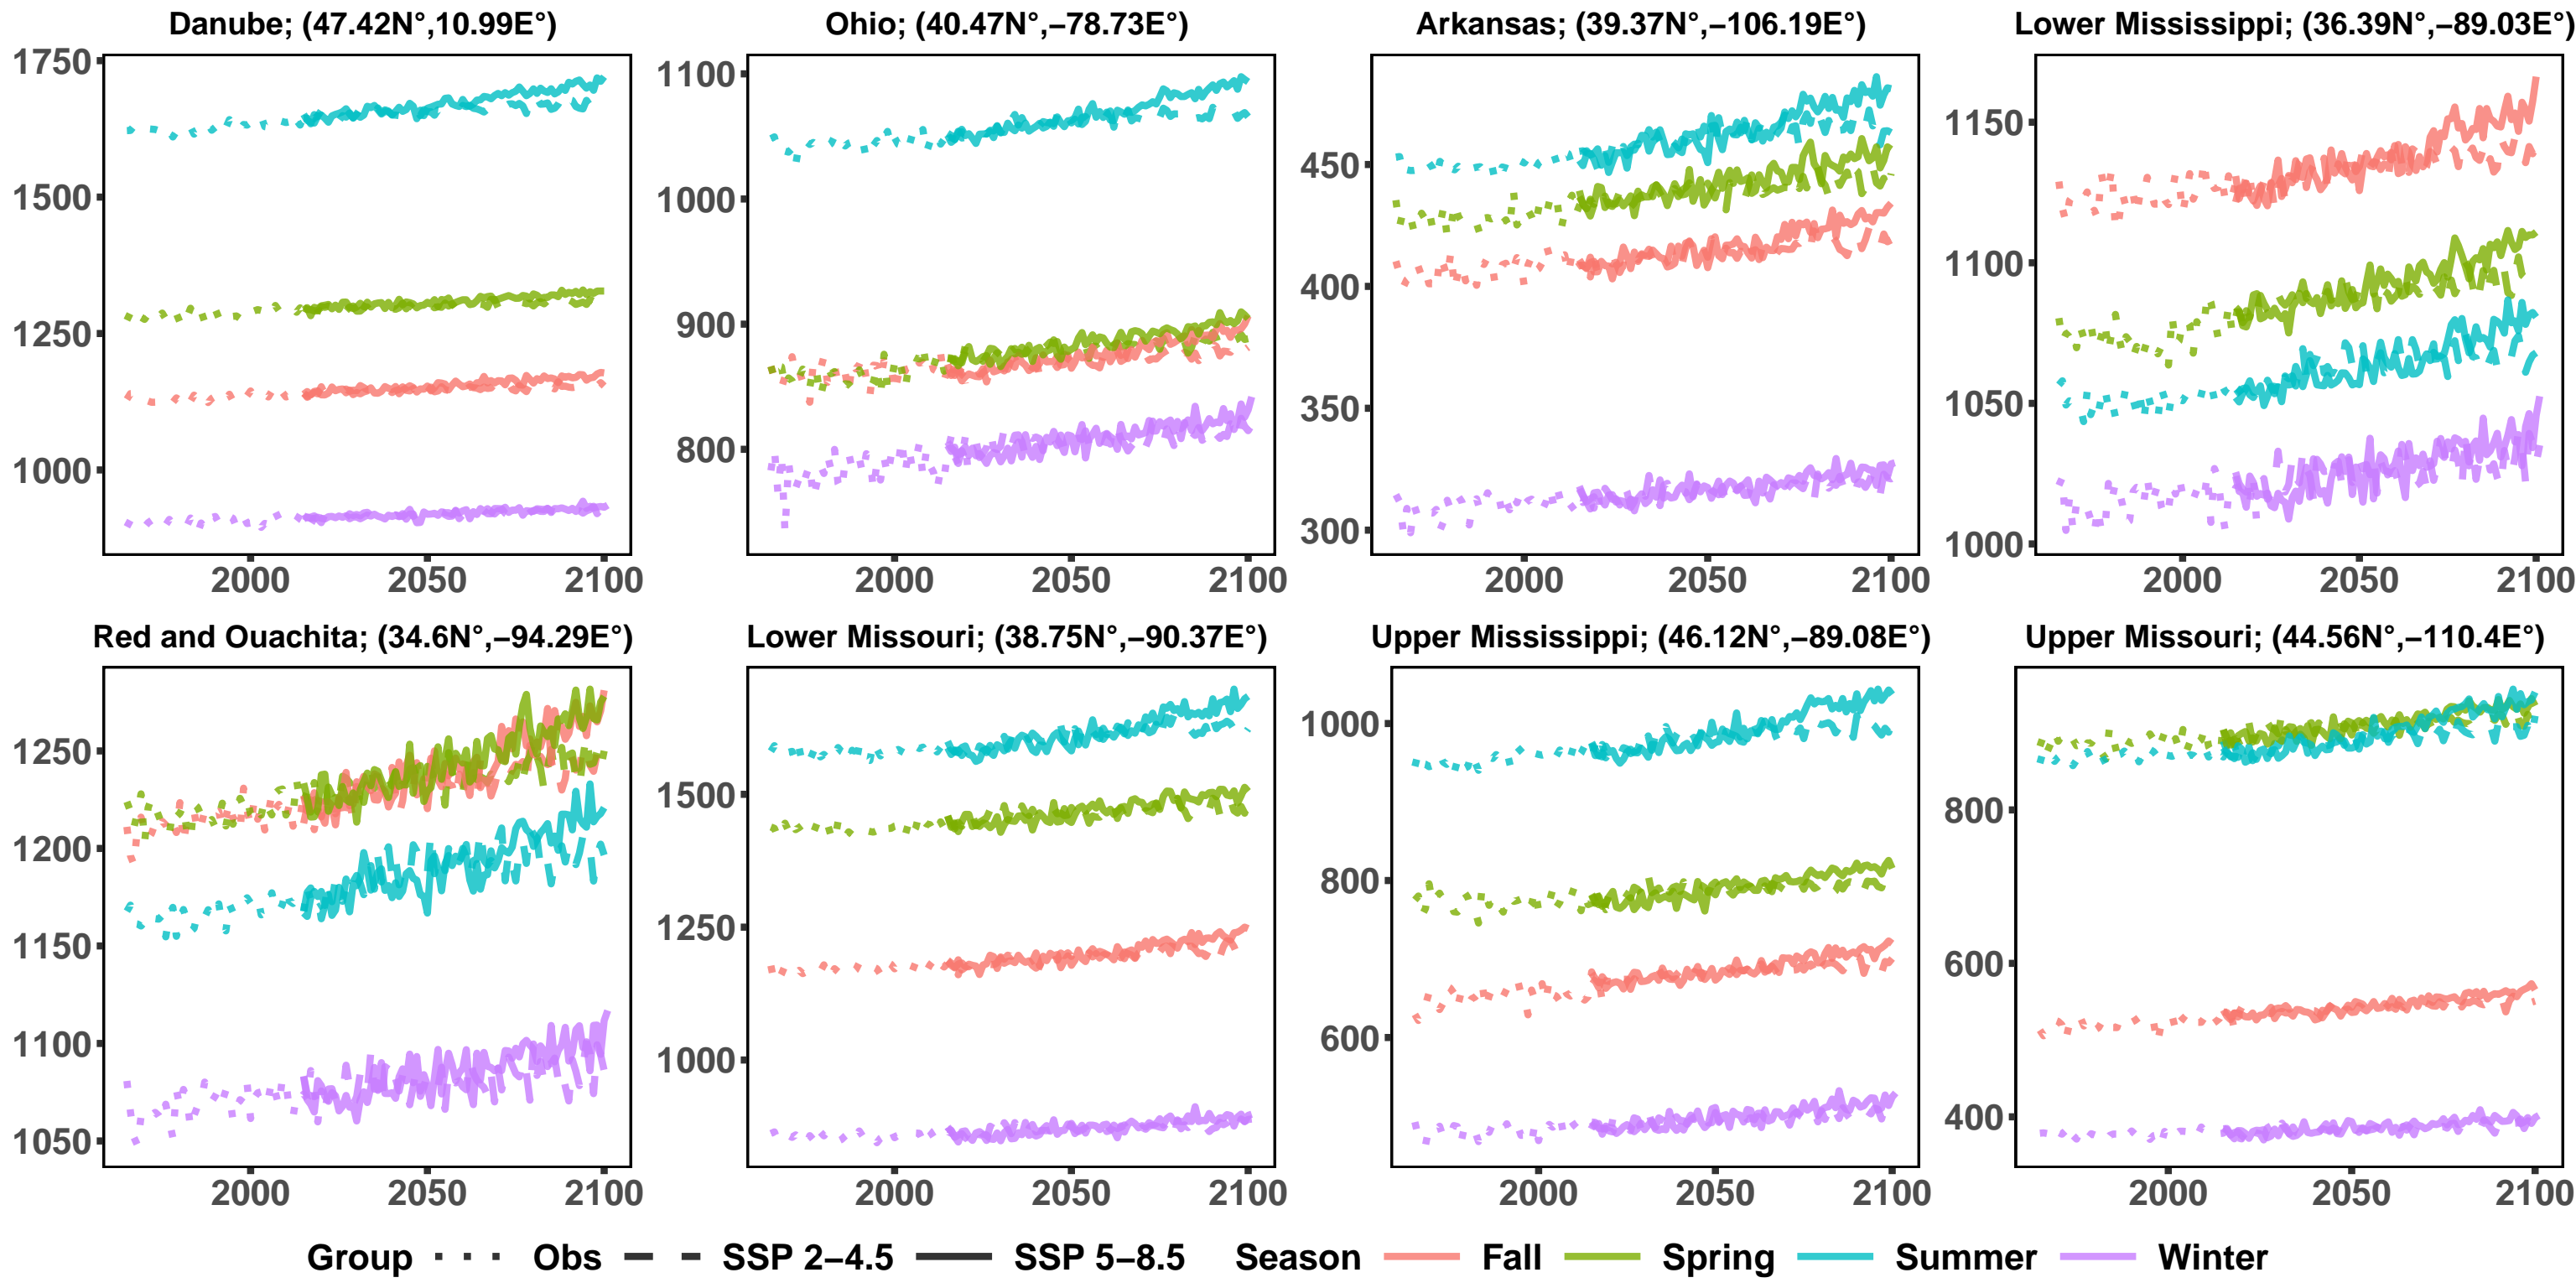 Danube; (47.42N°,10.99E°)
Ohio; (40.47N°,−78.73E°)
Arkansas; (39.37N°,−106.19E°)
Lower Mississippi; (36.39N°,−89.03E°)
1750
1500
1250
1000
2000 2050 2100
1100
1000
900
800
2000 2050 2100
450
400
350
300
2000 2050 2100
1150
1100
1050
1000
2000 2050 2100
Red and Ouachita; (34.6N°,−94.29E°)
Lower Missouri; (38.75N°,−90.37E°)
Upper Mississippi; (46.12N°,−89.08E°)
Upper Missouri; (44.56N°,−110.4E°)
1250
1200
1150
1100
1050
2000 2050 2100
1500
1250
1000
2000 2050 2100
1000
800
600
2000 2050 2100
800
600
400
2000 2050 2100
Group Obs SSP 2−4.5 SSP 5−8.5 Season Fall Spring Summer Winter